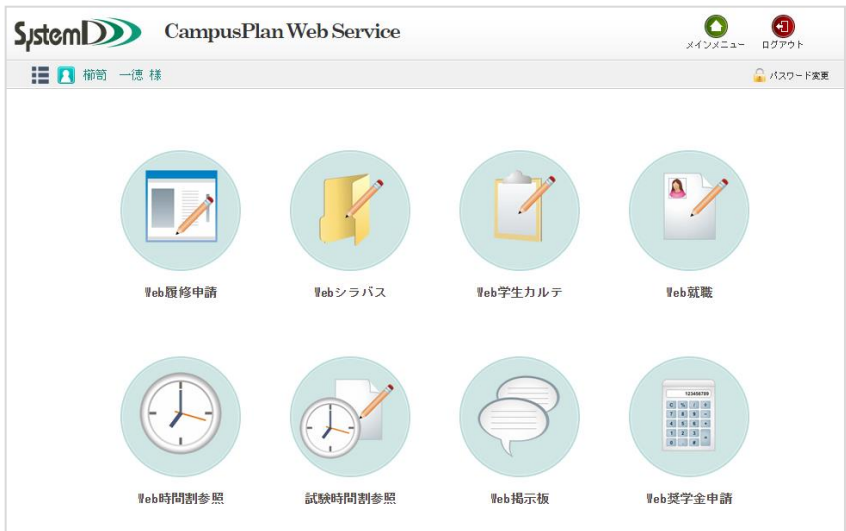 SystemD CampusPlan Web Service
メインメニュー ログアウト
櫛笥 一徳 様 パスワード変更
Web履修申請 Webシラバス Web学生カルテ Web就職
123456789
Web時間割参照 試験時間割参照 Web掲示板 Web奨学金申請